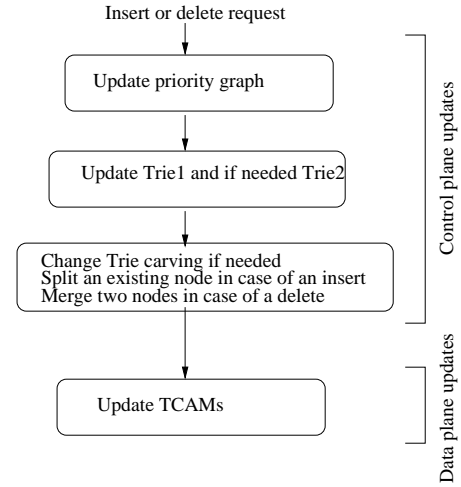 Insert or delete request
Update priority graph
Update Trie1 and if needed Trie2
Change Trie carving if needed
Split an existing node in case of an insert
Merge two nodes in case of a delete
Update TCAMs
Control plane updates
Data plane updates